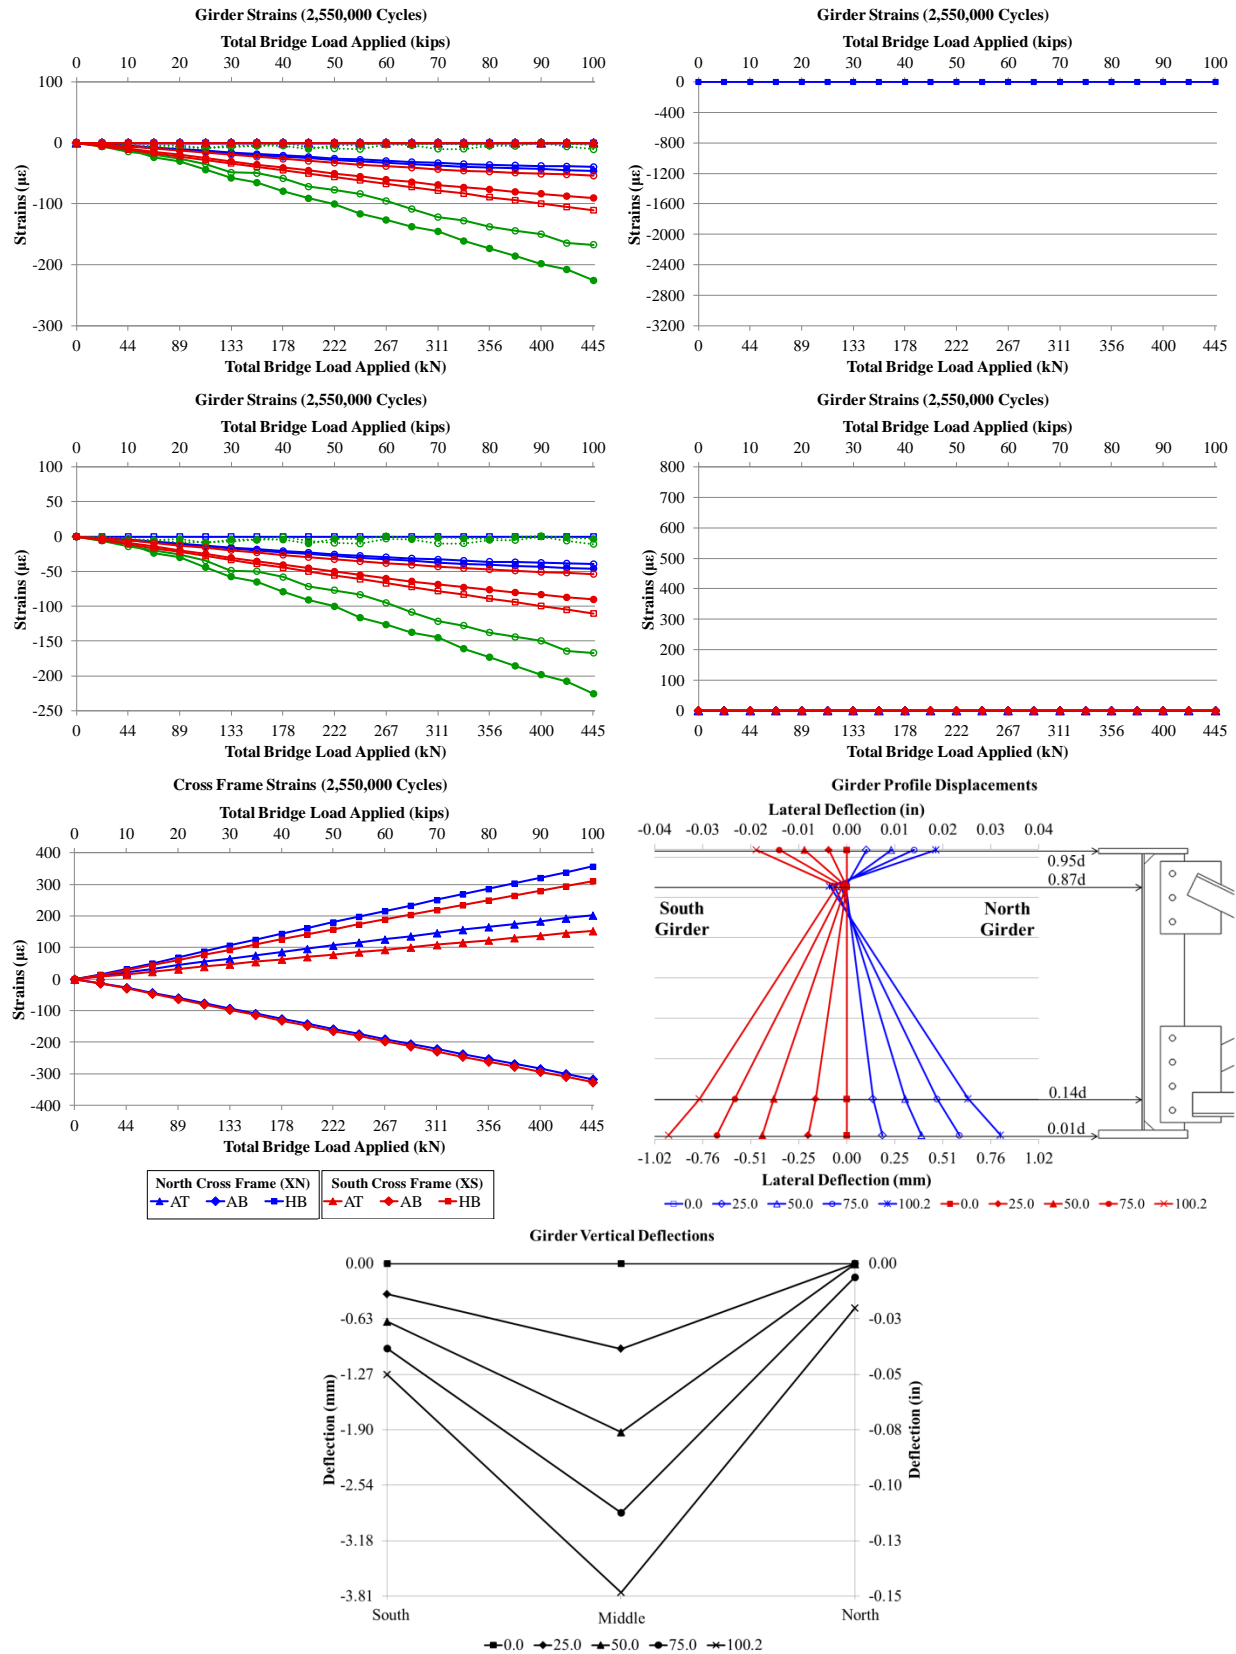 Girder Strains (2,550,000 Cycles)
Total Bridge Load Applied (kips)
0 10 20 30 40 50 60 70 80 90 100
100
0
-100
-200
-300
Strains (με)
0 44 89 133 178 222 267 311 356 400 445
Total Bridge Load Applied (kN)
Girder Strains (2,550,000 Cycles)
Total Bridge Load Applied (kips)
0 10 20 30 40 50 60 70 80 90 100
0
-400
-800
-1200
-1600
-2000
-2400
-2800
-3200
Strains (με)
0 44 89 133 178 222 267 311 356 400 445
Total Bridge Load Applied (kN)
Girder Strains (2,550,000 Cycles)
Total Bridge Load Applied (kips)
0 10 20 30 40 50 60 70 80 90 100
100
50
0
-50
-100
-150
-200
-250
Strains (με)
0 44 89 133 178 222 267 311 356 400 445
Total Bridge Load Applied (kN)
Girder Strains (2,550,000 Cycles)
Total Bridge Load Applied (kips)
0 10 20 30 40 50 60 70 80 90 100
800
700
600
500
400
300
200
100
0
Strains (με)
0 44 89 133 178 222 267 311 356 400 445
Total Bridge Load Applied (kN)
Cross Frame Strains (2,550,000 Cycles)
Total Bridge Load Applied (kips)
0 10 20 30 40 50 60 70 80 90 100
400
300
200
100
0
-100
-200
-300
-400
Strains (με)
0 44 89 133 178 222 267 311 356 400 445
Total Bridge Load Applied (kN)
North Cross Frame (XN) South Cross Frame (XS)
AT AB HB AT AB HB
Girder Profile Displacements
Lateral Deflection (in)
-0.04 -0.03 -0.02 -0.01 0.00 0.01 0.02 0.03 0.04
0.95d
0.87d
South Girder
North Girder
0.14d
0.01d
-1.02 -0.76 -0.51 -0.25 0.00 0.25 0.51 0.76 1.02
Lateral Deflection (mm)
0.0 25.0 50.0 75.0 100.2 0.0 25.0 50.0 75.0 100.2
Girder Vertical Deflections
0.00
-0.63
-1.27
-1.90
-2.54
-3.18
-3.81
Deflection (mm)
0.00
-0.03
-0.05
-0.08
-0.10
-0.13
-0.15
Deflection (in)
South Middle North
0.0 25.0 50.0 75.0 100.2